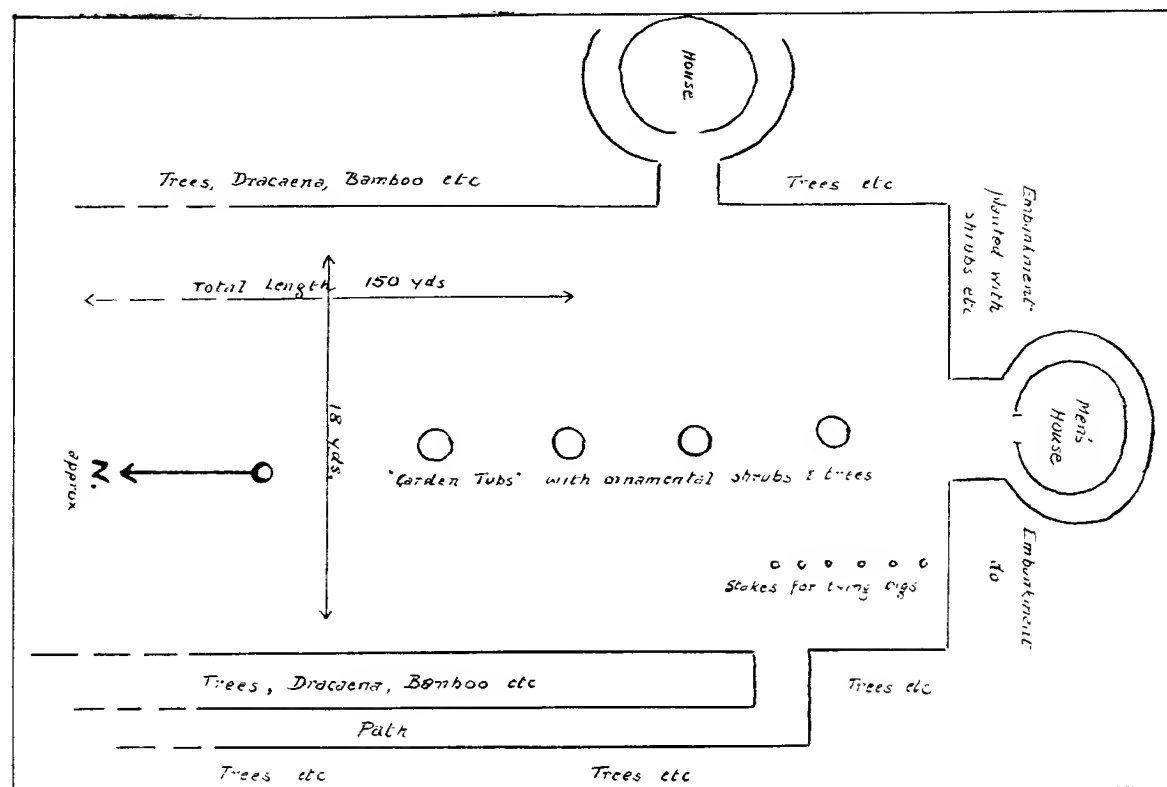 House
Trees, Dracaena, Bamboo etc
Trees etc
Embankment
planted with
shrubs etc
Total Length 150 yds
18 yds.
Men's
House
N.
approx
"Garden Tubs" with ornamental shrubs & trees
Stakes for tying pigs
Embankment
do
Trees, Dracaena, Bamboo etc
Trees etc
Path
Trees etc
Trees etc